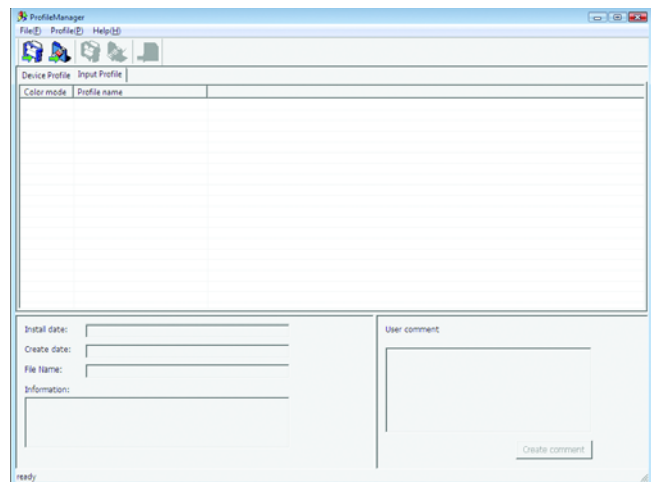 ProfileManager
File(F) Profile(P) Help(H)
Device Profile Input Profile
Color mode Profile name
Install date:
Create date:
File Name:
Information:
User comment
Create comment
ready